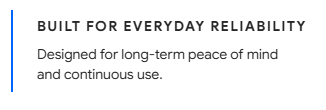 BUILT FOR EVERYDAY RELIABILITY
Designed for long-term peace of mind
and continuous use.